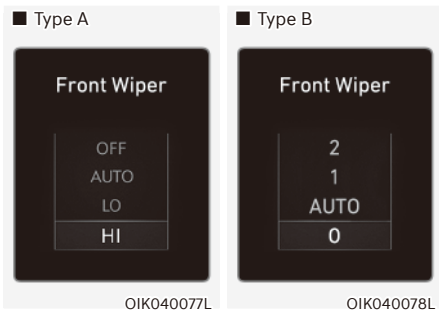 ■ Type A
Front Wiper
OFF
AUTO
LO
HI
OIK040077L
■ Type B
Front Wiper
2
1
AUTO
0
OIK040078L